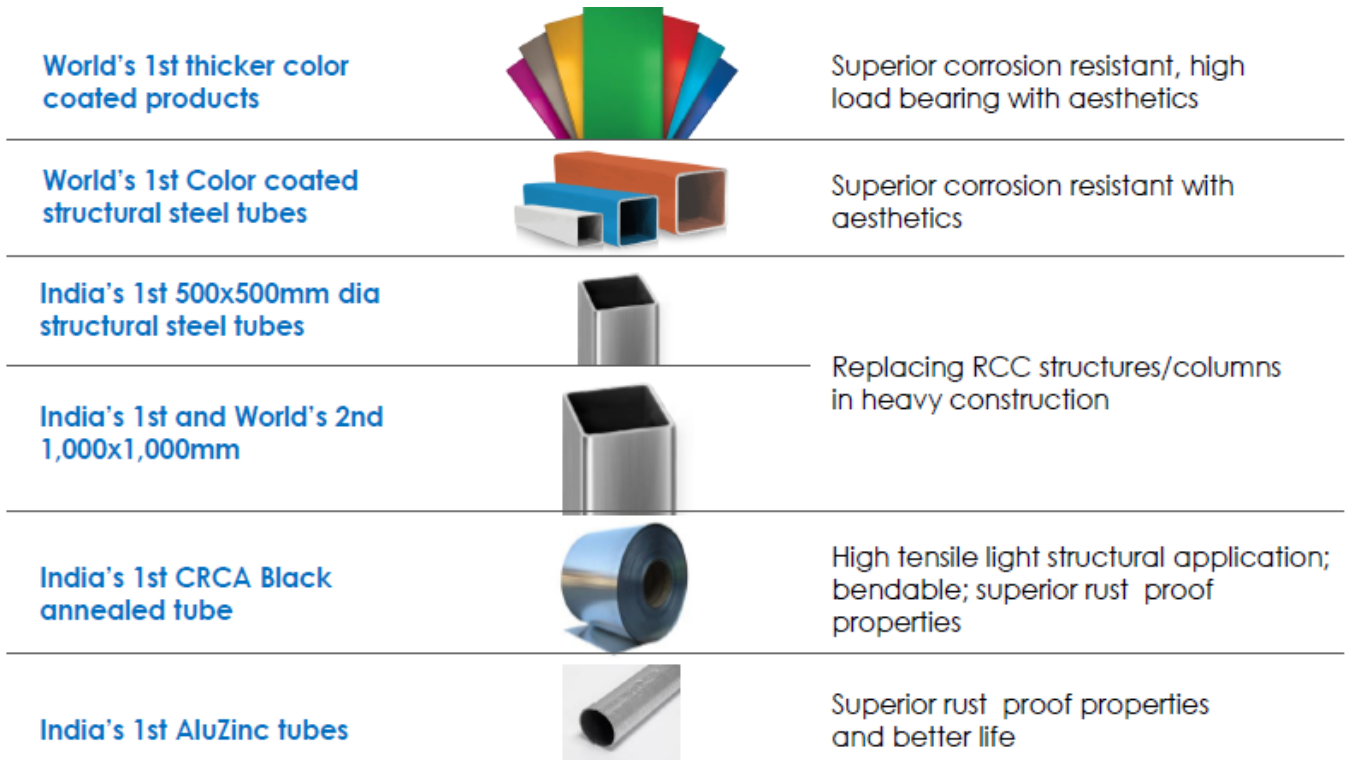 World's 1st thicker color
coated products
Superior corrosion resistant, high
load bearing with aesthetics
World's 1st Color coated
structural steel tubes
Superior corrosion resistant with
aesthetics
India's 1st 500x500mm dia
structural steel tubes
India's 1st and World's 2nd
1,000x1,000mm
Replacing RCC structures/columns
in heavy construction
India's 1st CRCA Black
annealed tube
High tensile light structural application;
bendable; superior rust proof
properties
India's 1st AluZinc tubes
Superior rust proof properties
and better life